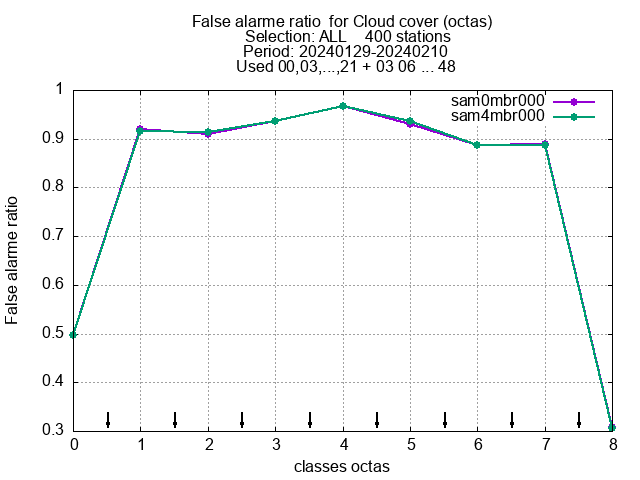 False alarme ratio  for Cloud cover (octas)
Selection: ALL    400 stations
Period: 20240129-20240210
Used 00,03,...,21 + 03 06 ... 48
sam0mbr000
sam4mbr000
1
0.9
0.8
0.7
0.6
0.5
0.4
0.3
False alarme ratio
0 1 2 3 4 5 6 7 8
classes octas